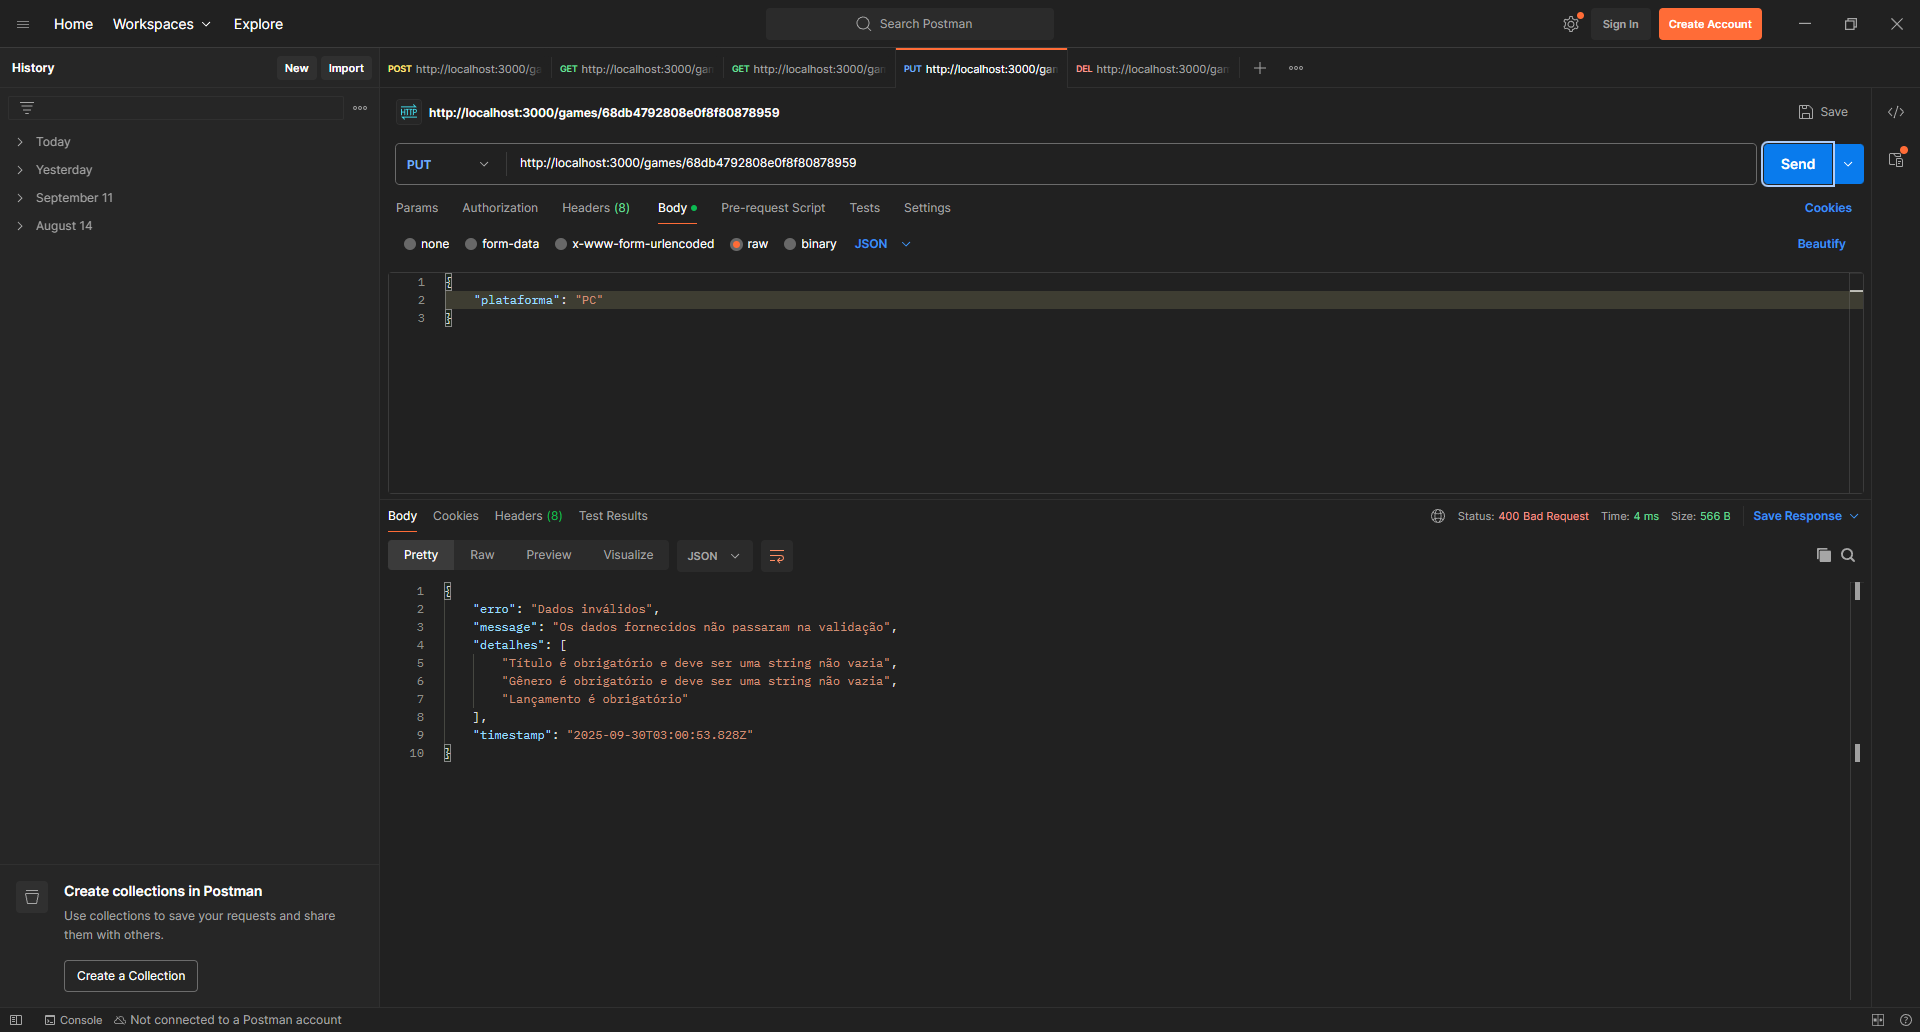 Home Workspaces Explore Search Postman Sign In Create Account
History New Import
POST http://localhost:3000/ga GET http://localhost:3000/gar GET http://localhost:3000/gar PUT http://localhost:3000/gar DEL http://localhost:3000/gar
HTTP http://localhost:3000/games/68db4792808e0f8f80878959 Save
Today
Yesterday
September 11
August 14
PUT http://localhost:3000/games/68db4792808e0f8f80878959 Send
Params Authorization Headers (8) Body Pre-request Script Tests Settings Cookies
none form-data x-www-form-urlencoded raw binary JSON Beautify
1 {
2 "plataforma": "PC"
3 }
Body Cookies Headers (8) Test Results Status: 400 Bad Request Time: 4 ms Size: 566 B Save Response
Pretty Raw Preview Visualize JSON
1 {
2 "erro": "Dados inválidos",
3 "message": "Os dados fornecidos não passaram na validação",
4 "detalhes": [
5 "Título é obrigatório e deve ser uma string não vazia",
6 "Gênero é obrigatório e deve ser uma string não vazia",
7 "Lançamento é obrigatório"
8 ],
9 "timestamp": "2025-09-30T03:00:53.828Z"
10 }
Create collections in Postman
Use collections to save your requests and share
them with others.
Create a Collection
Console Not connected to a Postman account